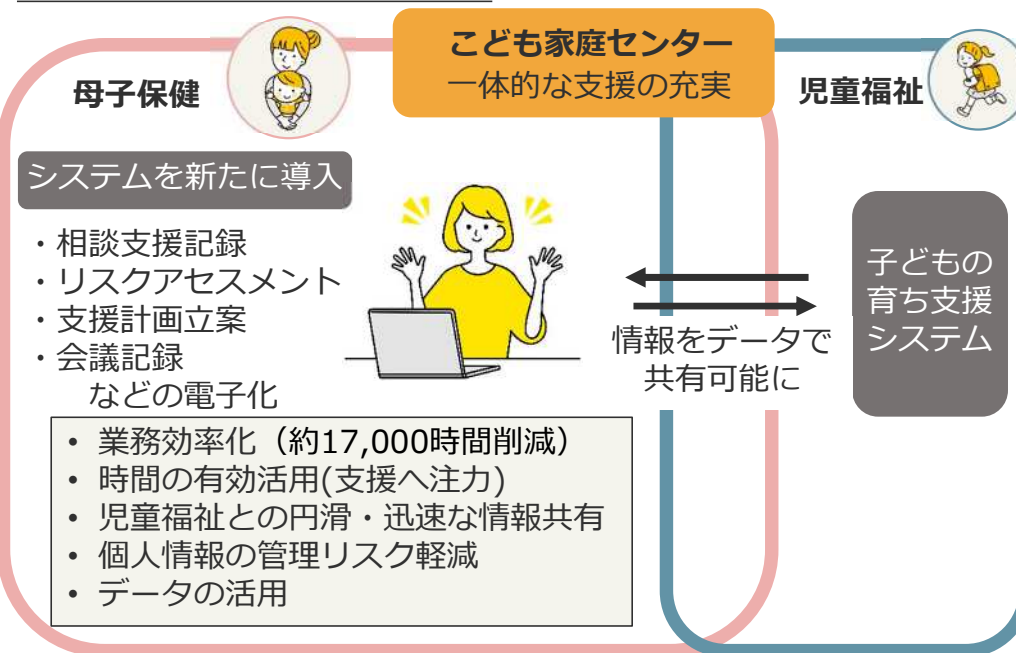 こども家庭センター
一体的な支援の充実
母子保健
児童福祉
システムを新たに導入
・相談支援記録
・リスクアセスメント
・支援計画立案
・会議記録
などの電子化
子どもの
育ち支援
システム
情報をデータで
共有可能に
• 業務効率化（約17,000時間削減）
• 時間の有効活用(支援へ注力)
• 児童福祉との円滑・迅速な情報共有
• 個人情報の管理リスク軽減
• データの活用